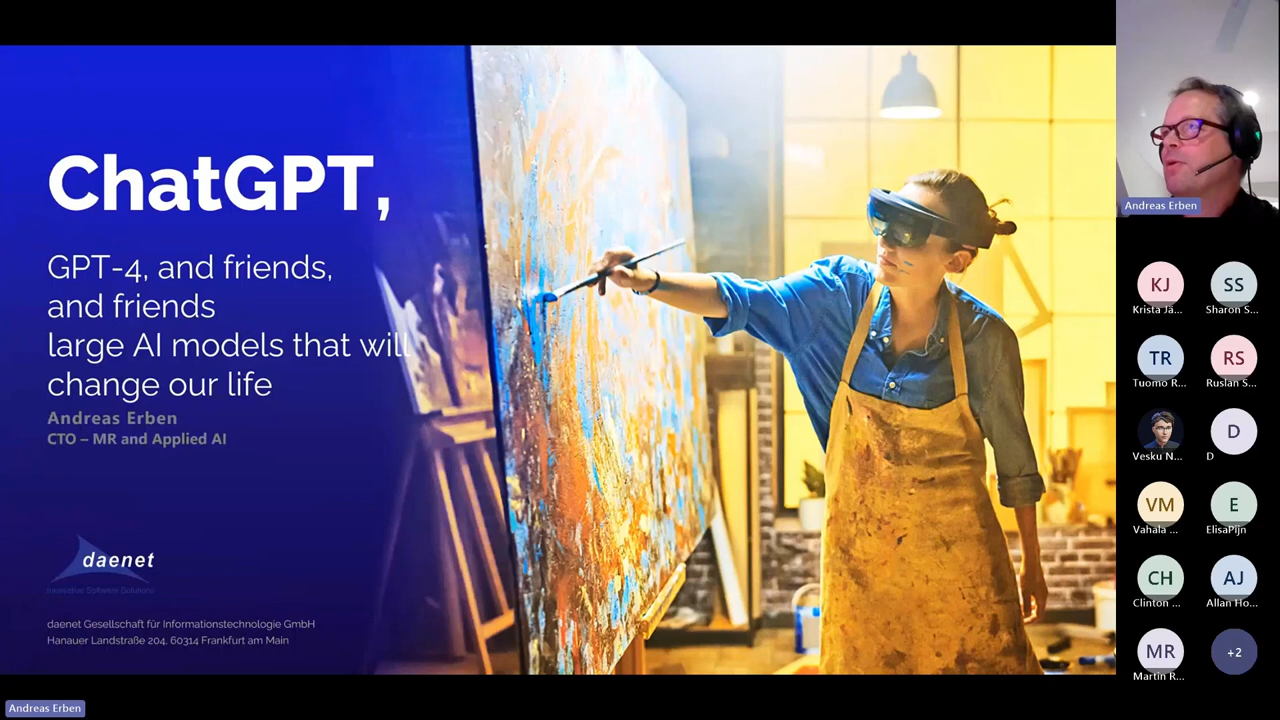 ChatGPT,
GPT-4, and friends,
and friends
large AI models that will
change our life
Andreas Erben
CTO – MR and Applied AI
daenet
Innovative Software Solutions
daenet Gesellschaft für Informationstechnologie GmbH
Hanauer Landstraße 204, 60314 Frankfurt am Main
Andreas Erben
Andreas Erben
KJ
Krista Jä...
SS
Sharon S...
TR
Tuomo R...
RS
Ruslan S...
Vesku N...
D
D
VM
Vahala ...
E
ElisaPijn
CH
Clinton ...
AJ
Allan Ho...
MR
Martin R...
+2